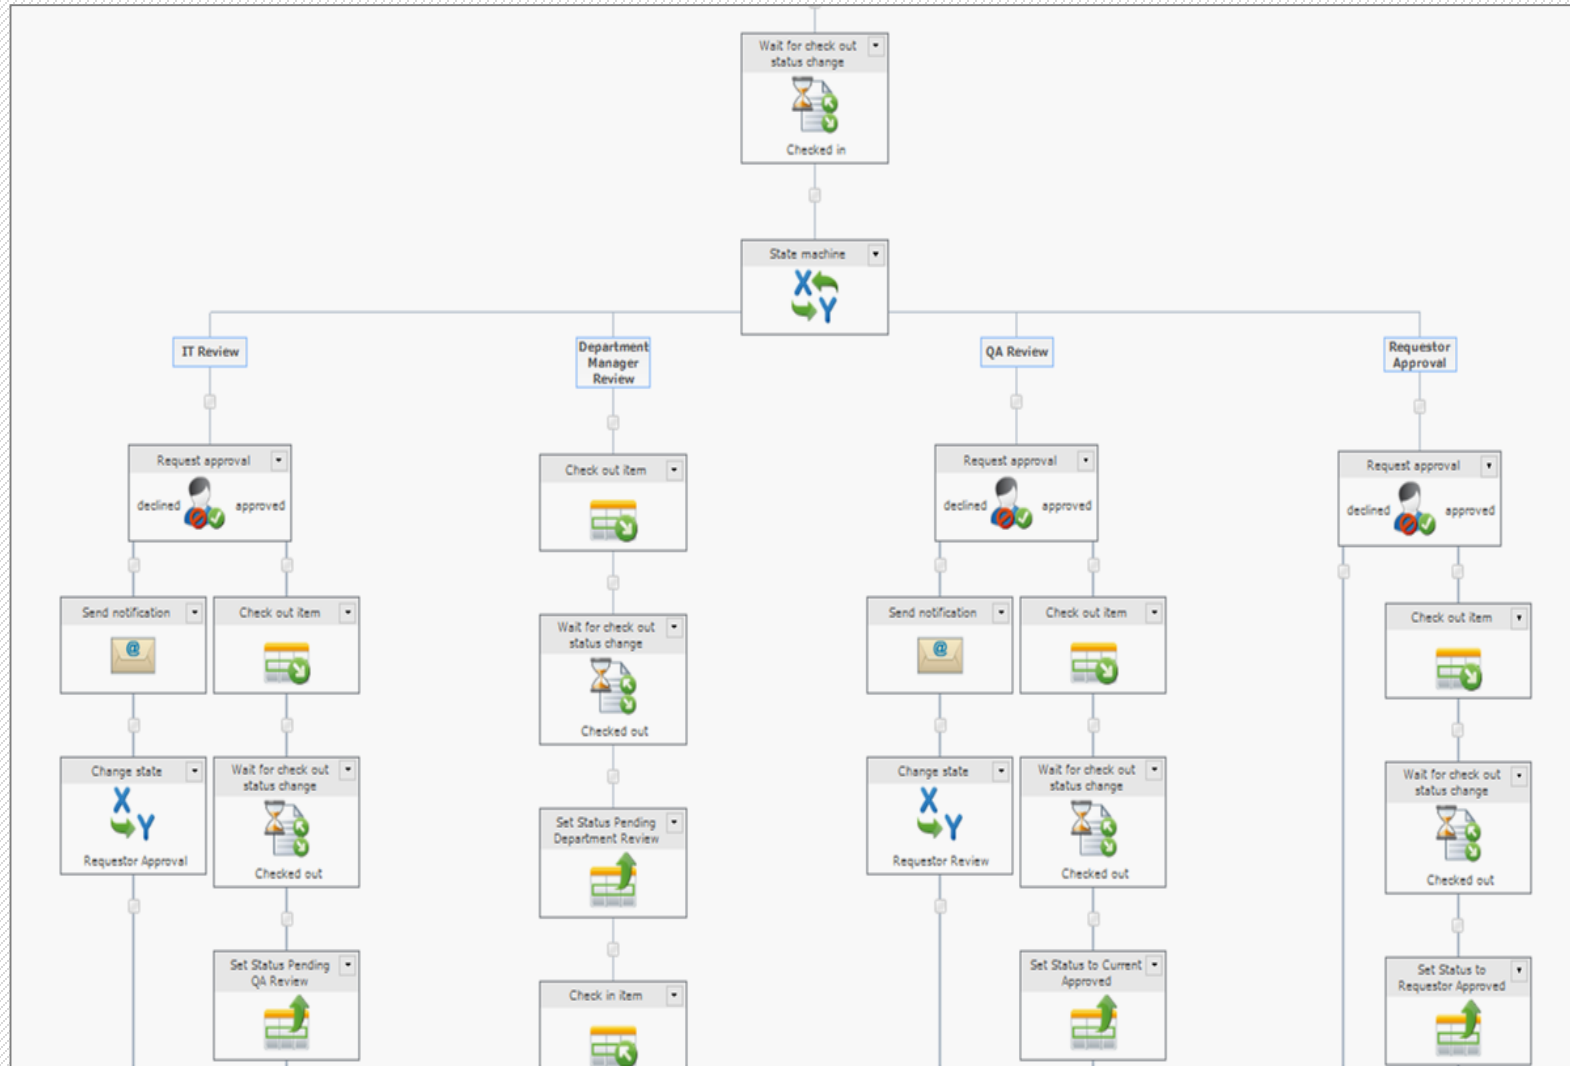 Wait for check out
status change
Checked in
State machine
IT Review
Department
Manager
Review
QA Review
Requestor
Approval
Request approval
declined
approved
Check out item
Request approval
declined
approved
Request approval
declined
approved
Send notification
Check out item
Wait for check out
status change
Checked out
Send notification
Check out item
Check out item
Change state
Requestor Approval
Wait for check out
status change
Checked out
Set Status Pending
Department Review
Change state
Requestor Review
Wait for check out
status change
Checked out
Wait for check out
status change
Checked out
Set Status Pending
QA Review
Check in item
Set Status to Current
Approved
Set Status to
Requestor Approved